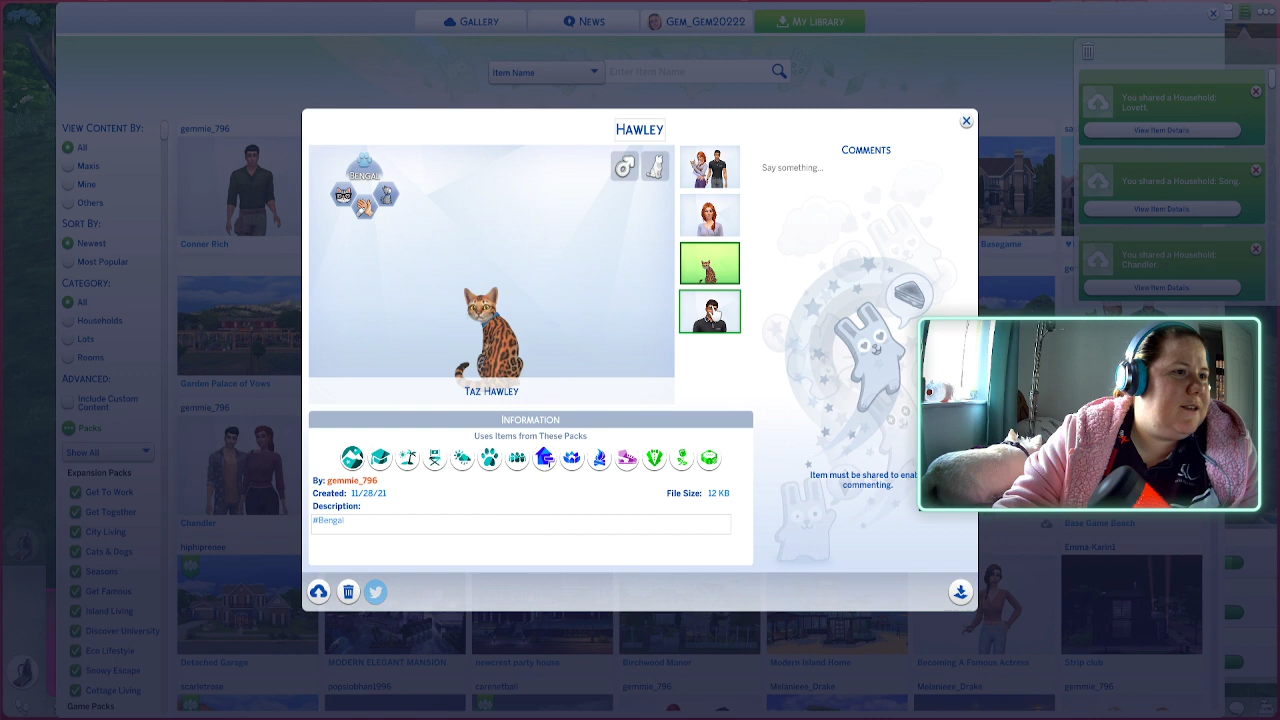 GALLERY
NEWS
GEM_GEM20222
MY LIBRARY
Item Name
Enter Item Name
VIEW CONTENT BY:
All
Maxis
Mine
Others
SORT BY:
Newest
Most Popular
CATEGORY:
All
Households
Lots
Rooms
ADVANCED:
Include Custom
Content
Packs
Show All
Expansion Packs
Get To Work
Get Together
City Living
Cats & Dogs
Seasons
Get Famous
Island Living
Discover University
Eco Lifestyle
Snowy Escape
Cottage Living
Game Packs
gemmie_796
Conner Rich
Garden Palace of Vows
gemmie_796
Chandler
hiphiprense
Detached Garage
scarletrose
MODERN ELEGANT MANSION
popsiobhan1996
newcrest party house
carenetball
Birchwood Manor
gemmie_796
Modern Island Home
Melanieee_Drake
Becoming A Famous Actress
Melanieee_Drake
Strip club
gemmie_796
Basegame
Base Game Beach
Emma-Karin1
HAWLEY
BENGAL
TAZ HAWLEY
INFORMATION
Uses Items from These Packs
By: gemmie_796
Created: 11/28/21
File Size: 12 KB
Description:
#Bengal
COMMENTS
Say something...
Item must be shared to enab
commenting.
You shared a Household:
Lovett.
View Item Details
You shared a Household: Song.
View Item Details
You shared a Household:
Chandler.
View Item Details